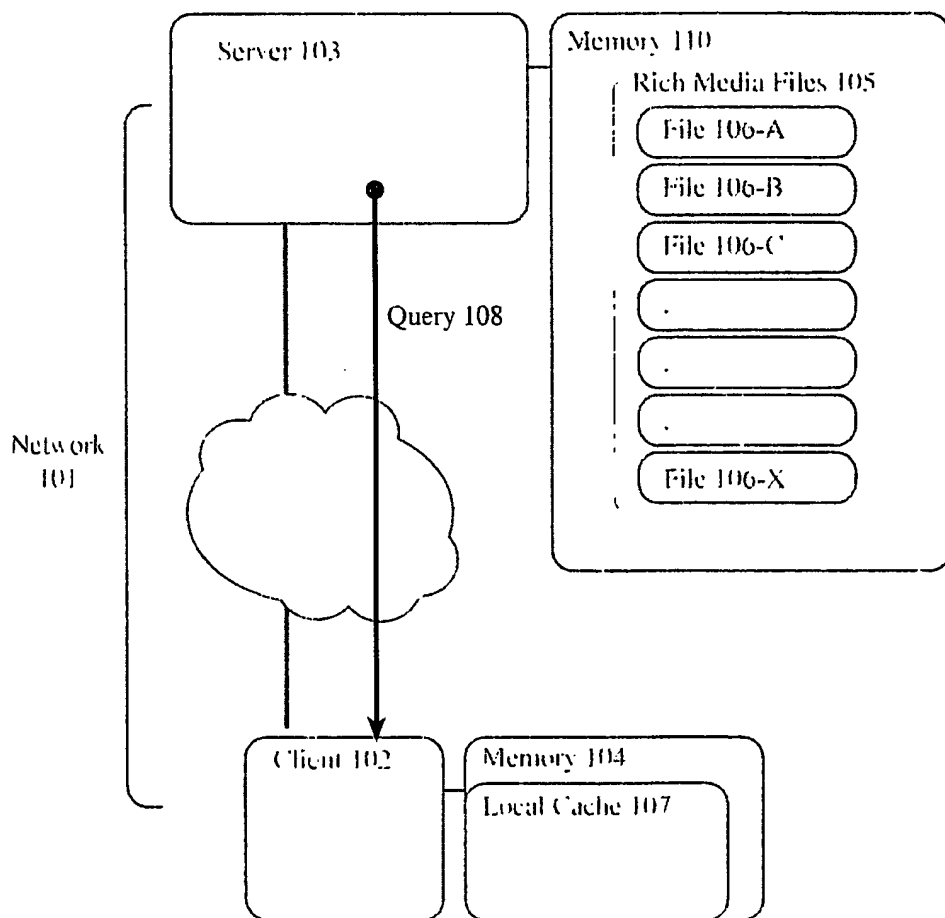 Server 103
Memory 110
Rich Media Files 105
File 106-A
File 106-B
File 106-C
.
.
.
File 106-X
Query 108
Network
101
Client 102
Memory 104
Local Cache 107